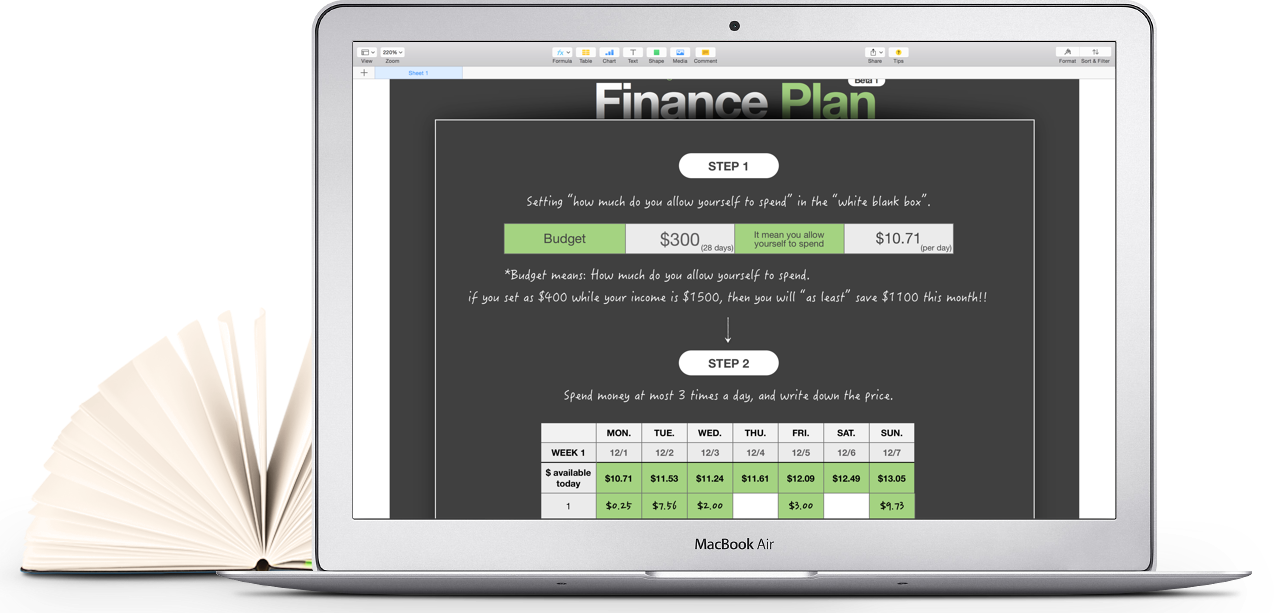 220%
View
Zoom
Formula
Table
Chart
Text
Shape
Media
Comment
Share
Tips
Format
Sort & Filter
Sheet 1
Beta 1
Finance Plan
STEP 1
Setting “how much do you allow yourself to spend” in the “white blank box”.
Budget
$300
(28 days)
It mean you allow
yourself to spend
$10.71
(per day)
*Budget means: How much do you allow yourself to spend.
if you set as $400 while your income is $1500, then you will “as least” save $1100 this month!!
STEP 2
Spend money at most 3 times a day, and write down the price.
MON. TUE. WED. THU. FRI. SAT. SUN.
WEEK 1 12/1 12/2 12/3 12/4 12/5 12/6 12/7
$ available
today
$10.71 $11.53 $11.24 $11.61 $12.09 $12.49 $13.05
1 $0.25 $7.56 $2.00 $3.00 $9.73
MacBook Air